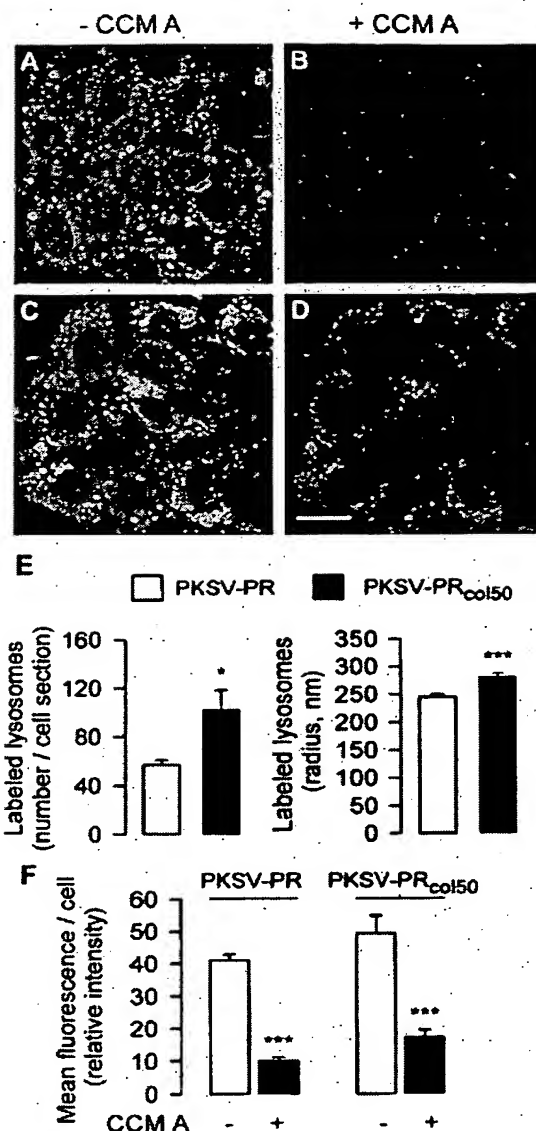 - CCM A + CCM A
A B
C D
E
PKSV-PR PKSV-PRcol50
Labeled lysosomes
(number / cell section)
160
120
80
40
0
*
Labeled lysosomes
(radius, nm)
350
300
250
200
150
100
50
0
***
F
PKSV-PR PKSV-PRcol50
Mean fluorescence / cell
(relative intensity)
60
50
40
30
20
10
0
*** ***
CCM A - + - +